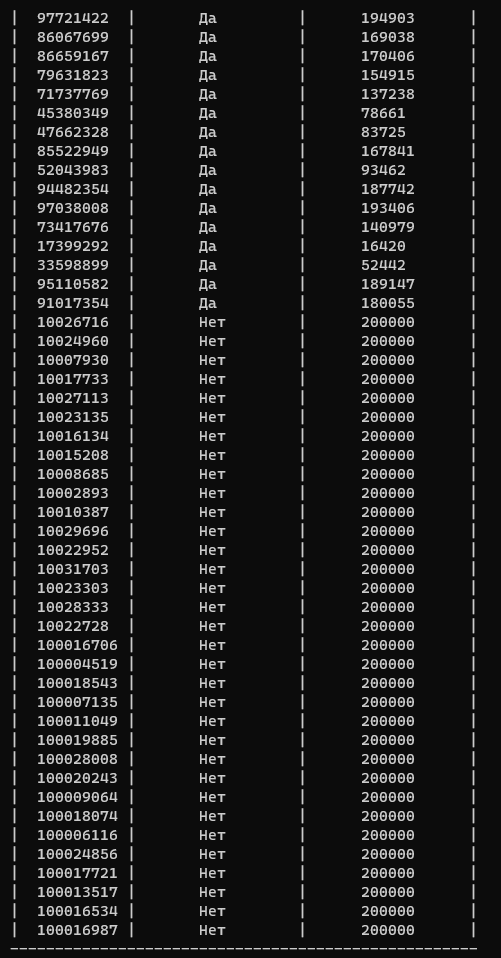 | 97721422 | Да | 194903 |
| 86067699 | Да | 169038 |
| 86659167 | Да | 170406 |
| 79631823 | Да | 154915 |
| 71737769 | Да | 137238 |
| 45380349 | Да | 78661 |
| 47662328 | Да | 83725 |
| 85522949 | Да | 167841 |
| 52043983 | Да | 93462 |
| 94482354 | Да | 187742 |
| 97038008 | Да | 193406 |
| 73417676 | Да | 140979 |
| 17399292 | Да | 16420 |
| 33598899 | Да | 52442 |
| 95110582 | Да | 189147 |
| 91017354 | Да | 180055 |
| 10026716 | Нет | 200000 |
| 10024960 | Нет | 200000 |
| 10007930 | Нет | 200000 |
| 10017733 | Нет | 200000 |
| 10027113 | Нет | 200000 |
| 10023135 | Нет | 200000 |
| 10016134 | Нет | 200000 |
| 10015208 | Нет | 200000 |
| 10008685 | Нет | 200000 |
| 10002893 | Нет | 200000 |
| 10010387 | Нет | 200000 |
| 10029696 | Нет | 200000 |
| 10022952 | Нет | 200000 |
| 10031703 | Нет | 200000 |
| 10023303 | Нет | 200000 |
| 10028333 | Нет | 200000 |
| 10022728 | Нет | 200000 |
| 100016706 | Нет | 200000 |
| 100004519 | Нет | 200000 |
| 100018543 | Нет | 200000 |
| 100007135 | Нет | 200000 |
| 100011049 | Нет | 200000 |
| 100019885 | Нет | 200000 |
| 100028008 | Нет | 200000 |
| 100020243 | Нет | 200000 |
| 100009064 | Нет | 200000 |
| 100018074 | Нет | 200000 |
| 100006116 | Нет | 200000 |
| 100024856 | Нет | 200000 |
| 100017721 | Нет | 200000 |
| 100013517 | Нет | 200000 |
| 100016534 | Нет | 200000 |
| 100016987 | Нет | 200000 |
----------------------------------------------------